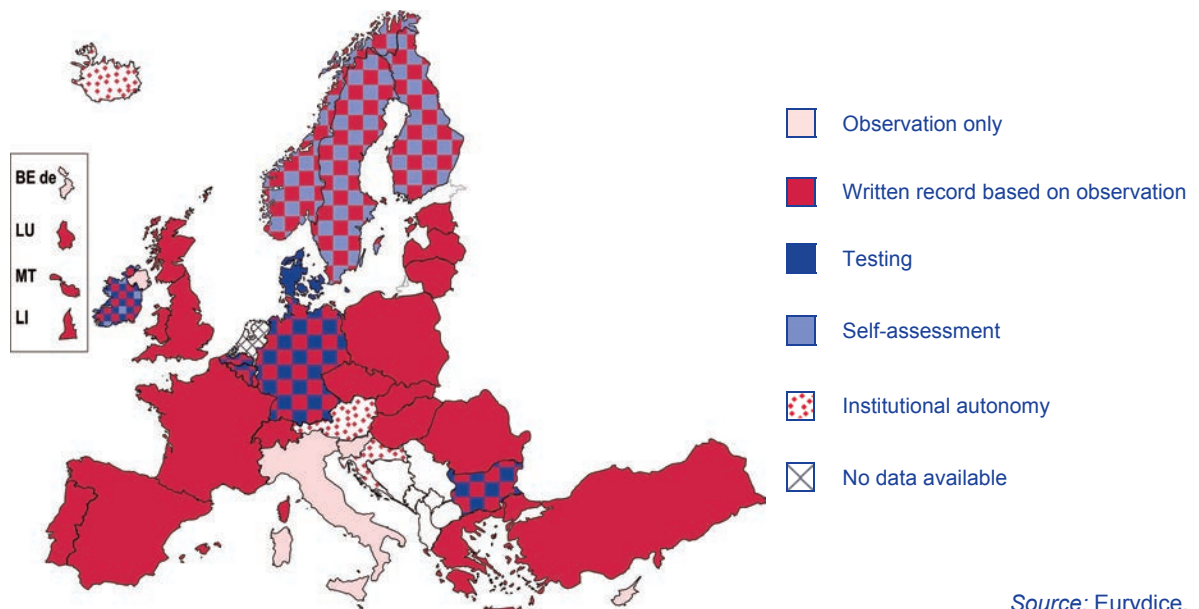 BE de
LU
MT
LI
Observation only
Written record based on observation
Testing
Self-assessment
Institutional autonomy
No data available
Source: Eurydice.